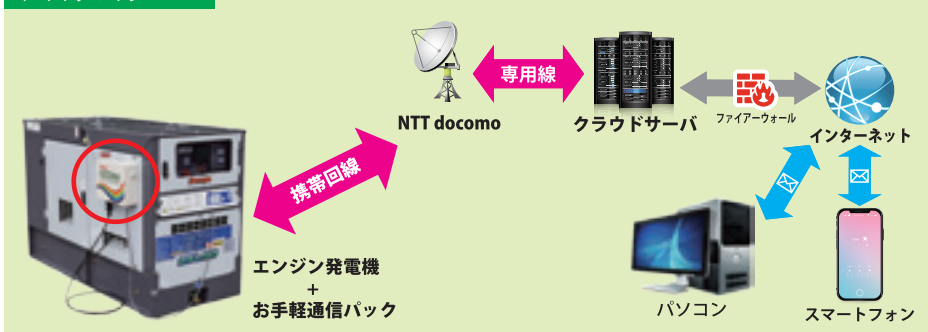 専用線
NTT docomo
クラウドサーバ
ファイアーウォール
インターネット
携帯回線
エンジン発電機
+
お手軽通信パック
パソコン
スマートフォン